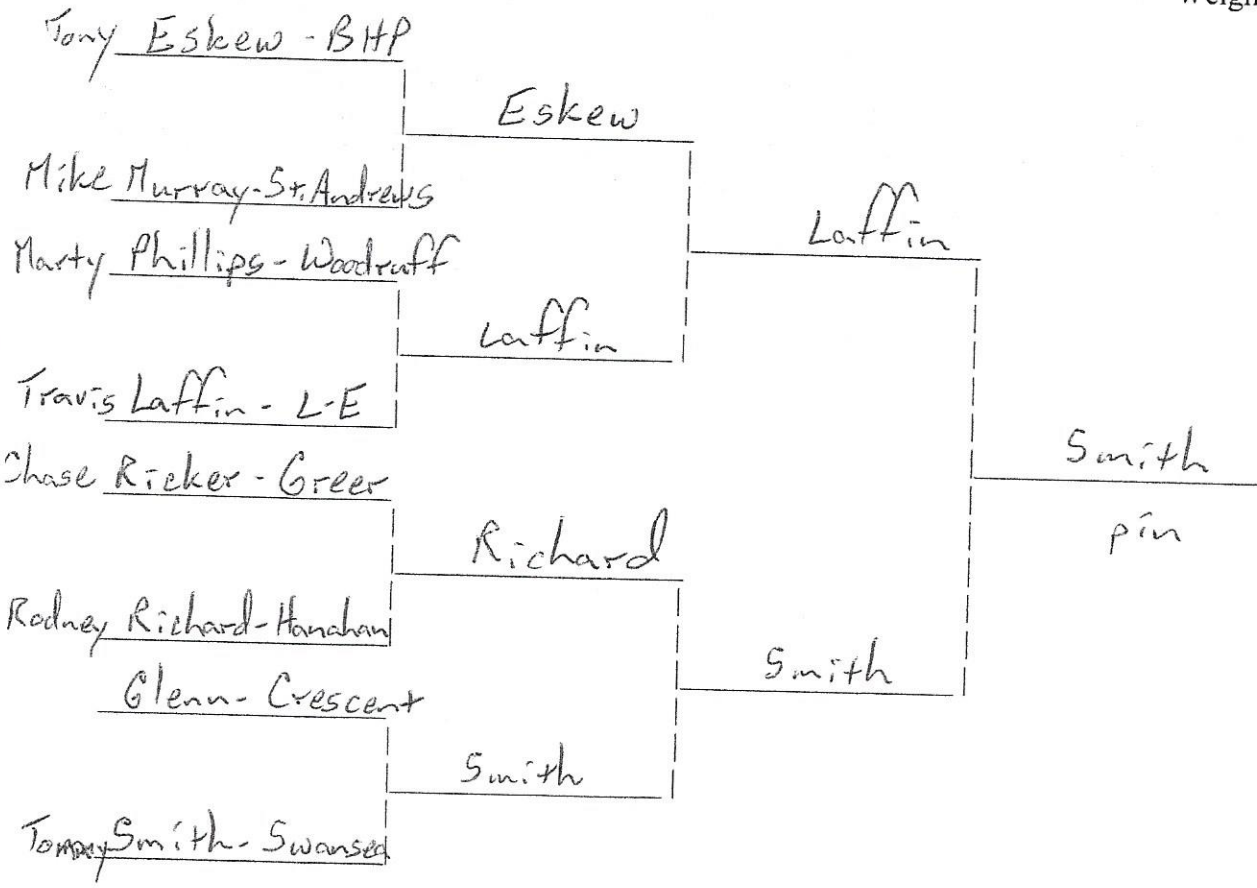 Tony Eskew - BHP
Eskew
Mike Murray - St. Andrews
Laffin
Marty Phillips - Woodruff
Laffin
Travis Laffin - L-E
Smith
Chase Ricker - Greer
pin
Richard
Rodney Richard - Hanahan
Smith
Glenn - Crescent
Smith
Tommy Smith - Swansea